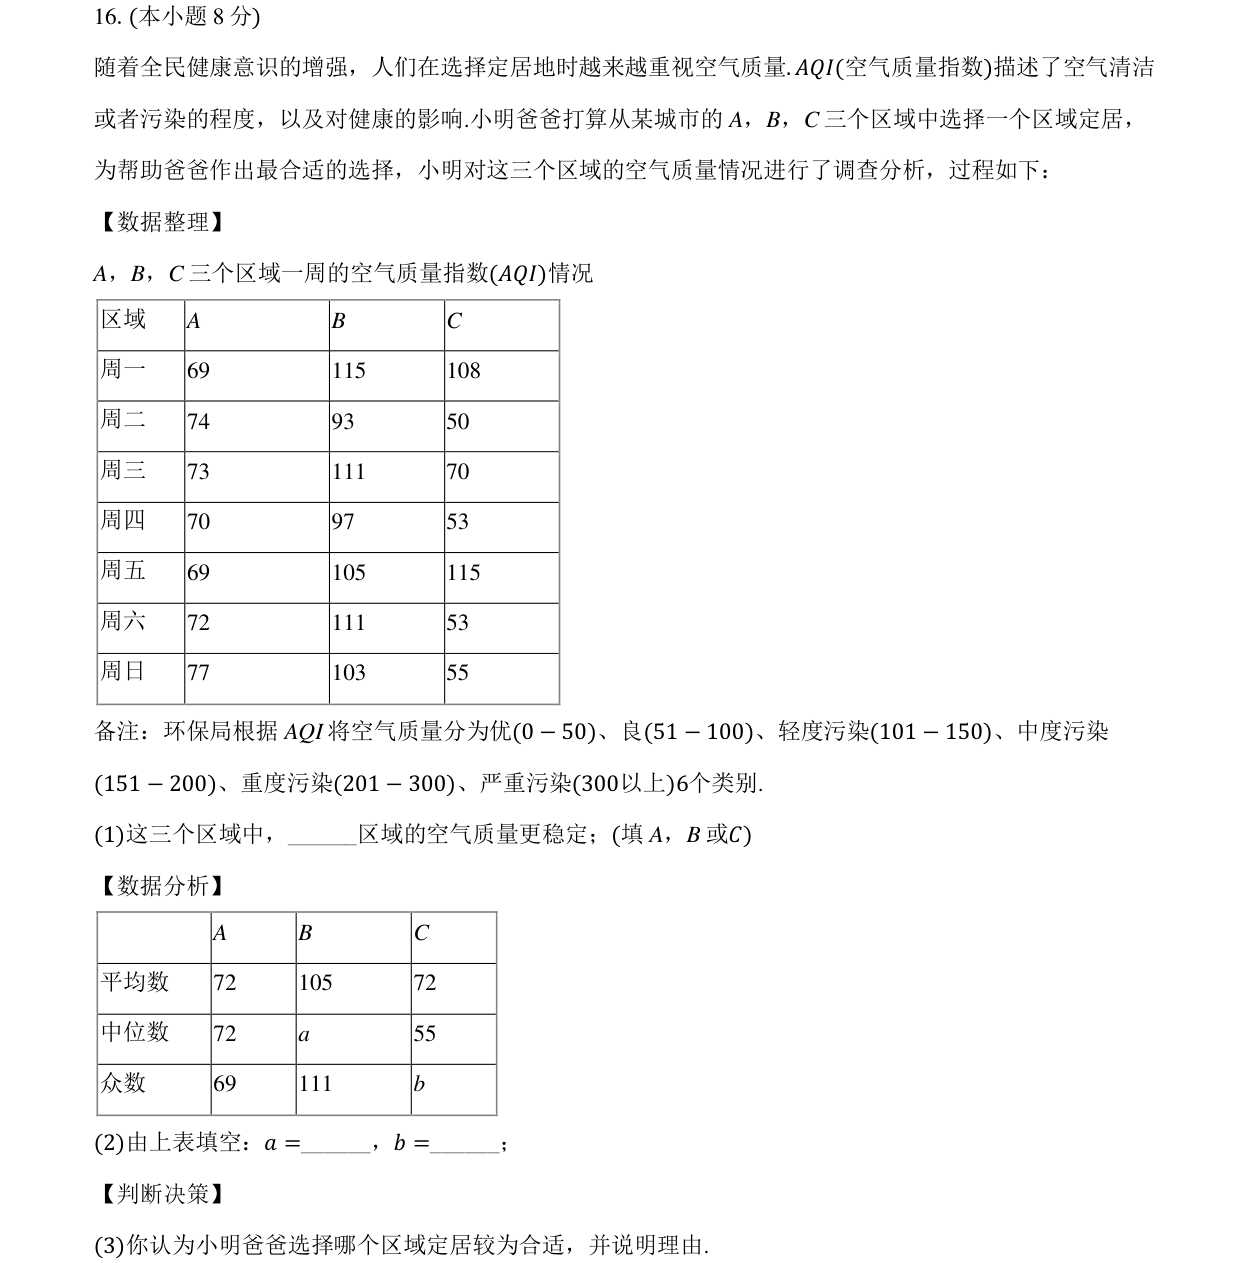 16. (本小题 8 分)
随着全民健康意识的增强，人们在选择定居地时越来越重视空气质量.AQI(空气质量指数)描述了空气清洁
或者污染的程度，以及对健康的影响.小明爸爸打算从某城市的 A，B，C 三个区域中选择一个区域定居，
为帮助爸爸作出最合适的选择，小明对这三个区域的空气质量情况进行了调查分析，过程如下：
【数据整理】
A，B，C 三个区域一周的空气质量指数(AQI)情况
区域 A B C
周一 69 115 108
周二 74 93 50
周三 73 111 70
周四 70 97 53
周五 69 105 115
周六 72 111 53
周日 77 103 55
备注：环保局根据 AQI 将空气质量分为优(0 − 50)、良(51 − 100)、轻度污染(101 − 150)、中度污染
(151 − 200)、重度污染(201 − 300)、严重污染(300以上)6个类别.
(1)这三个区域中，______区域的空气质量更稳定；(填 A，B 或C)
【数据分析】
A B C
平均数 72 105 72
中位数 72 a 55
众数 69 111 b
(2)由上表填空：a =______，b =______；
【判断决策】
(3)你认为小明爸爸选择哪个区域定居较为合适，并说明理由.